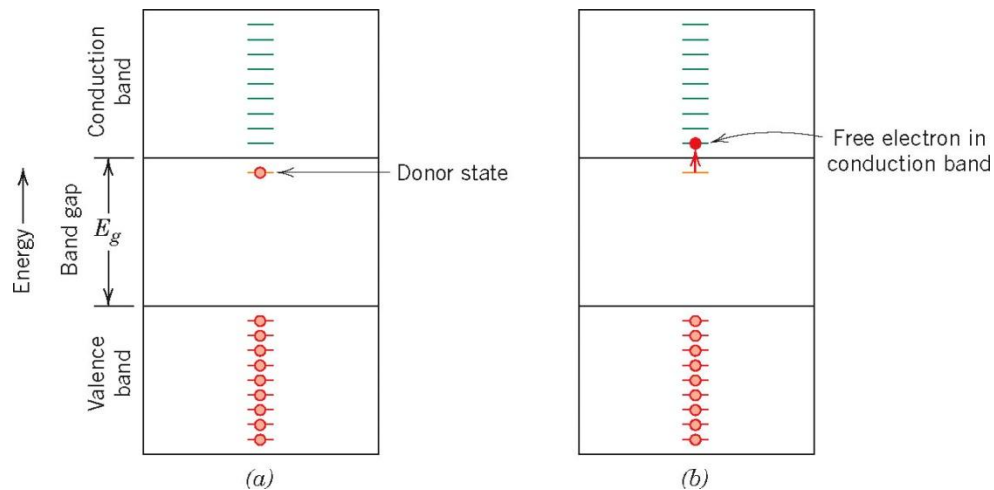 Conduction
band
Free electron in
conduction band
Donor state
Energy
Band gap
E_g
Valence
band
(a)
(b)